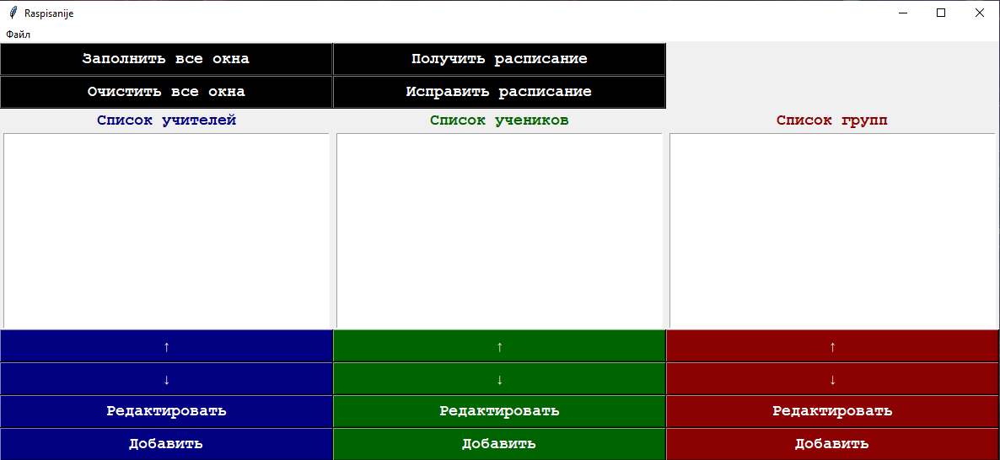 Raspisanije
Файл
Заполнить все окна
Получить расписание
Очистить все окна
Исправить расписание
Список учителей
Список учеников
Список групп
↑
↑
↑
↓
↓
↓
Редактировать
Редактировать
Редактировать
Добавить
Добавить
Добавить